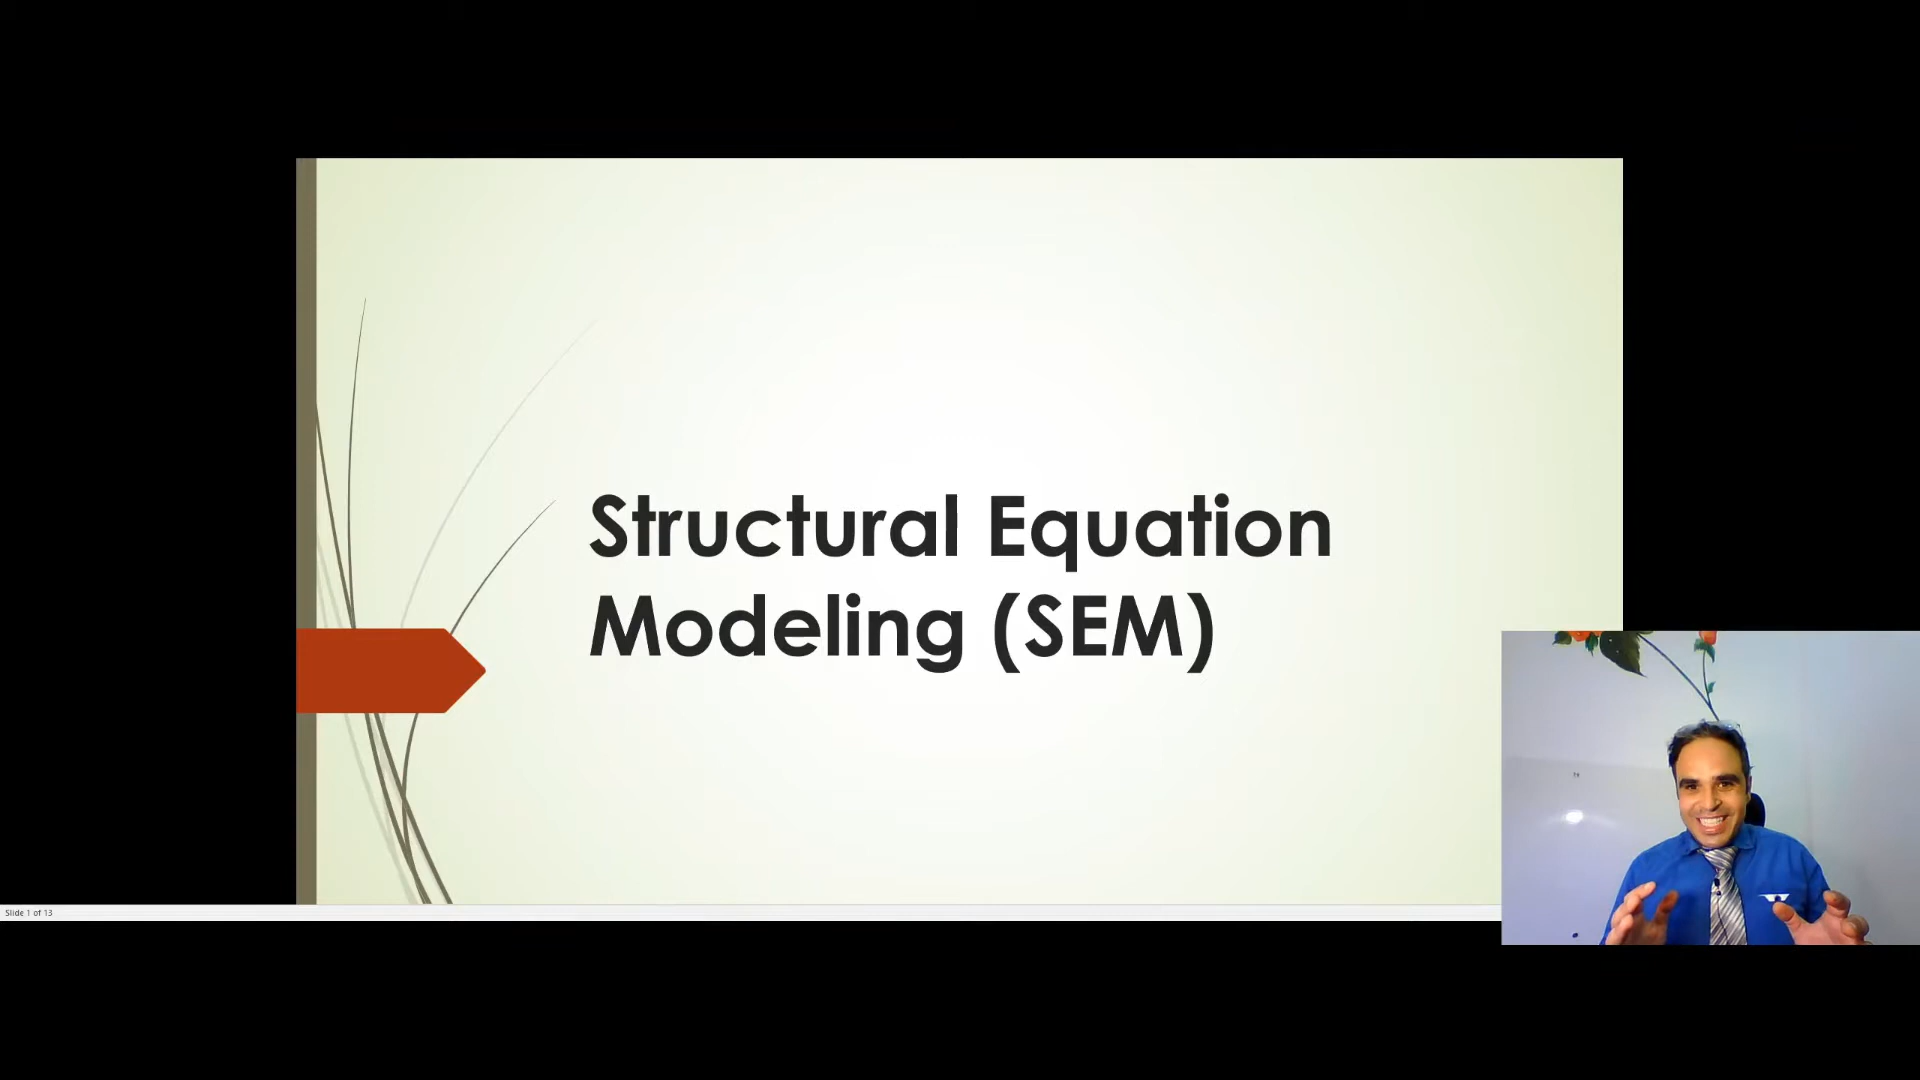 Structural Equation
Modeling (SEM)
Slide 1 of 13